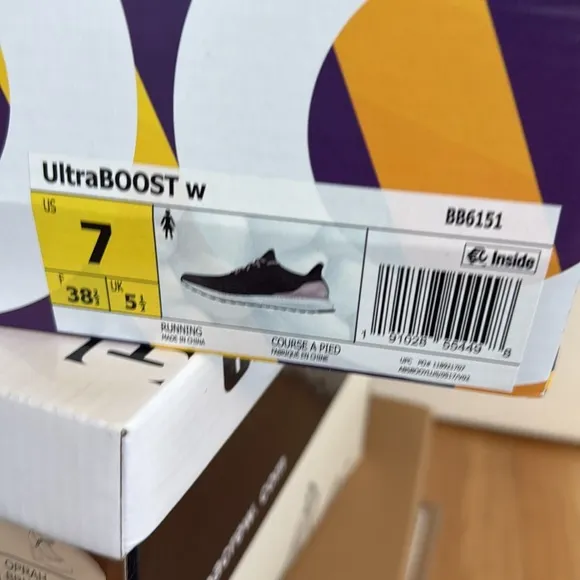 UltraBOOST w
BB6151
US
7
F
38⅔
UK
5½
Inside
RUNNING
MADE IN CHINA
COURSE A PIED
FABRIQUE EN CHINE
1 91028 55449 8
OPRAH